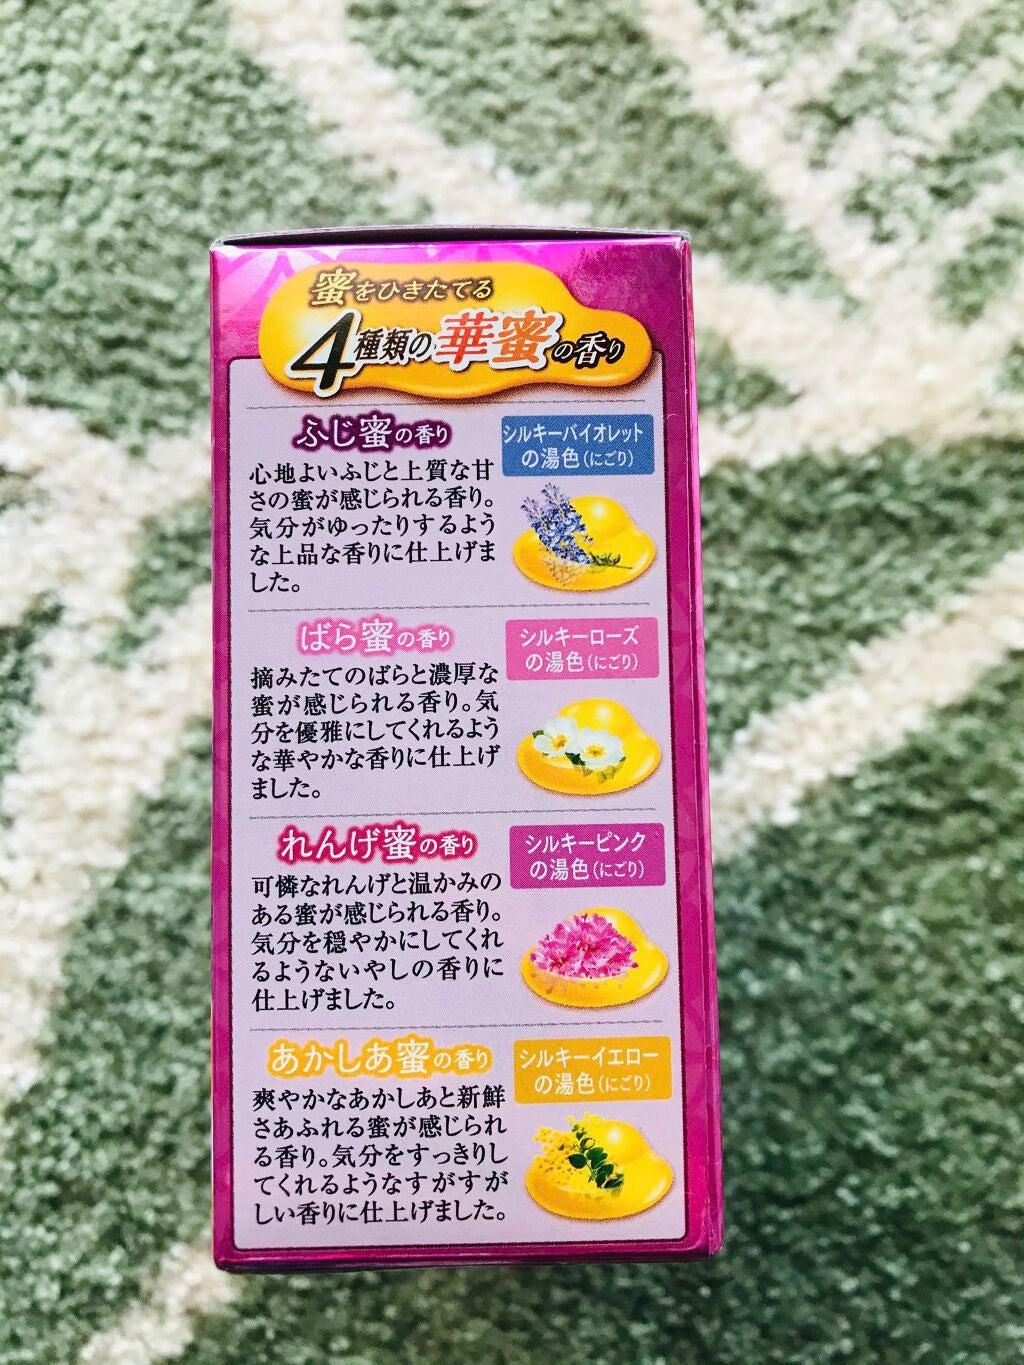 蜜をひきたてる
4種類の華蜜の香り
ふじ蜜の香り
シルキーバイオレット
の湯色(にごり)
心地よいふじと上質な甘
さの蜜が感じられる香り。
気分がゆったりするよう
な上品な香りに仕上げま
した。
ばら蜜の香り
シルキーローズ
の湯色(にごり)
摘みたてのばらと濃厚な
蜜が感じられる香り。気
分を優雅にしてくれるよう
な華やかな香りに仕上げ
ました。
れんげ蜜の香り
シルキーピンク
の湯色(にごり)
可憐なれんげと温かみの
ある蜜が感じられる香り。
気分を穏やかにしてくれ
るようないやしの香りに
仕上げました。
あかしあ蜜の香り
シルキーイエロー
の湯色(にごり)
爽やかなあかしあと新鮮
さあふれる蜜が感じられ
る香り。気分をすっきりし
てくれるようなすがすが
しい香りに仕上げました。